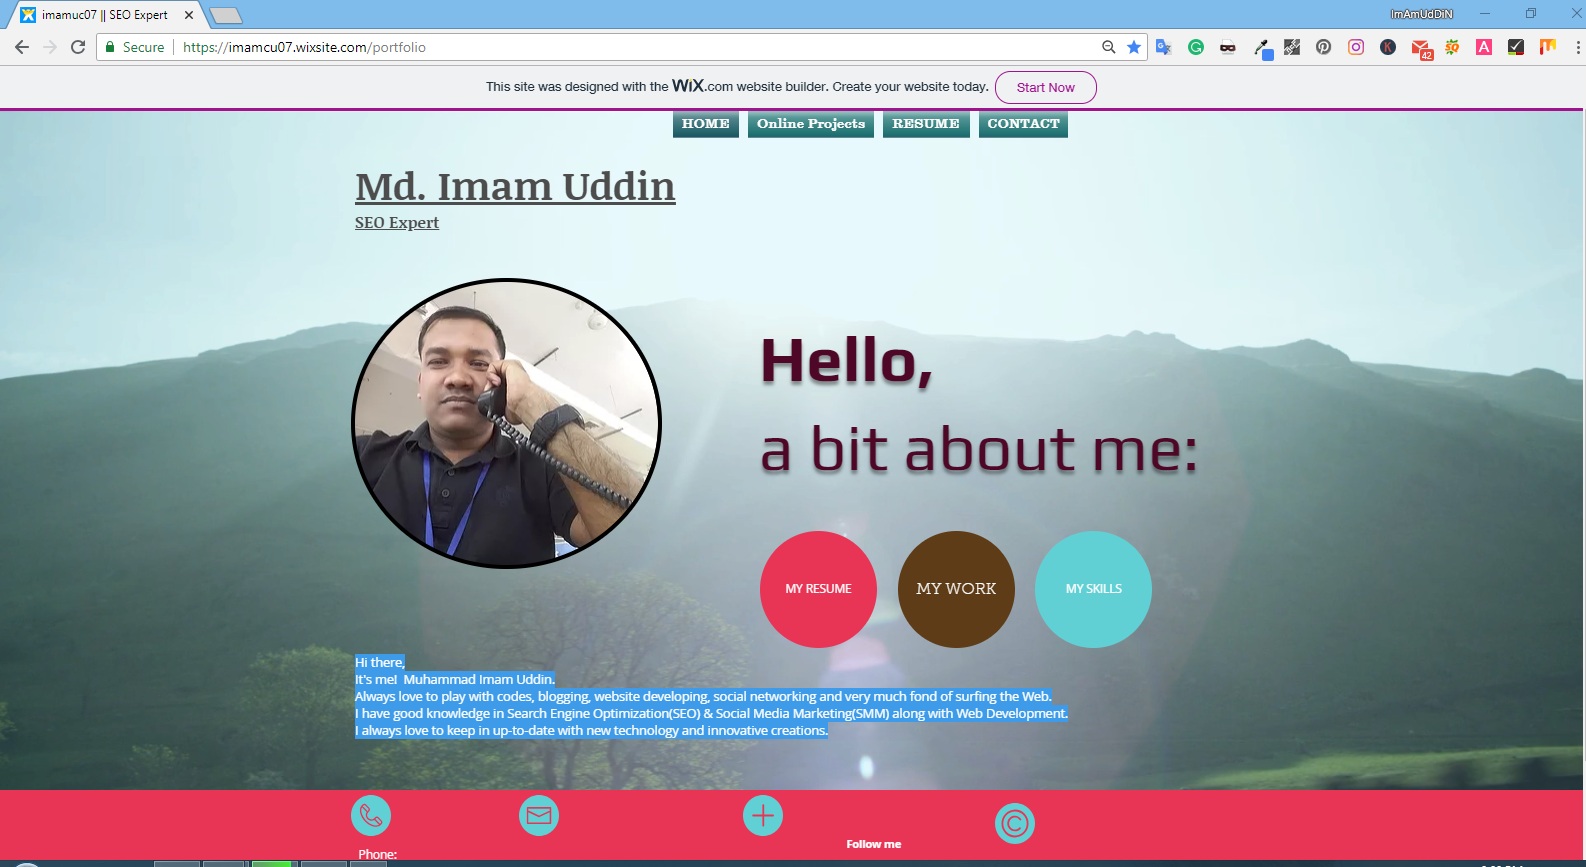 imamuc07 || SEO Expert
ImAmUdDiN
Secure
https://imamcu07.wixsite.com/portfolio
42
This site was designed with the WiX.com website builder. Create your website today.
Start Now
HOME
Online Projects
RESUME
CONTACT
Md. Imam Uddin
SEO Expert
Hello,
a bit about me:
MY RESUME
MY WORK
MY SKILLS
Hi there,
It's me! Muhammad Imam Uddin.
Always love to play with codes, blogging, website developing, social networking and very much fond of surfing the Web.
I have good knowledge in Search Engine Optimization(SEO) & Social Media Marketing(SMM) along with Web Development.
I always love to keep in up-to-date with new technology and innovative creations.
Follow me
Phone: